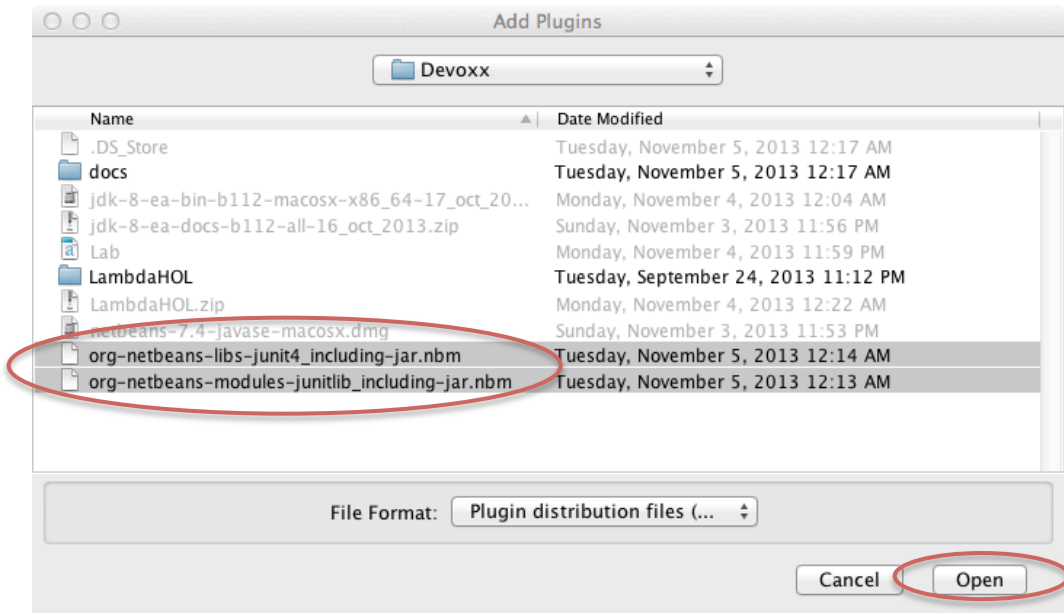 Add Plugins
Devoxx
Name Date Modified
.DS_Store Tuesday, November 5, 2013 12:17 AM
docs Tuesday, November 5, 2013 12:17 AM
jdk-8-ea-bin-b112-macosx-x86_64-17_oct_20... Monday, November 4, 2013 12:04 AM
jdk-8-ea-docs-b112-all-16_oct_2013.zip Sunday, November 3, 2013 11:56 PM
Lab Monday, November 4, 2013 11:59 PM
LambdaHOL Tuesday, September 24, 2013 11:12 PM
LambdaHOL.zip Monday, November 4, 2013 12:22 AM
netbeans-7.4-javase-macosx.dmg Sunday, November 3, 2013 11:53 PM
org-netbeans-libs-junit4_including-jar.nbm Tuesday, November 5, 2013 12:14 AM
org-netbeans-modules-junitlib_including-jar.nbm Tuesday, November 5, 2013 12:13 AM
File Format: Plugin distribution files (...
Cancel Open